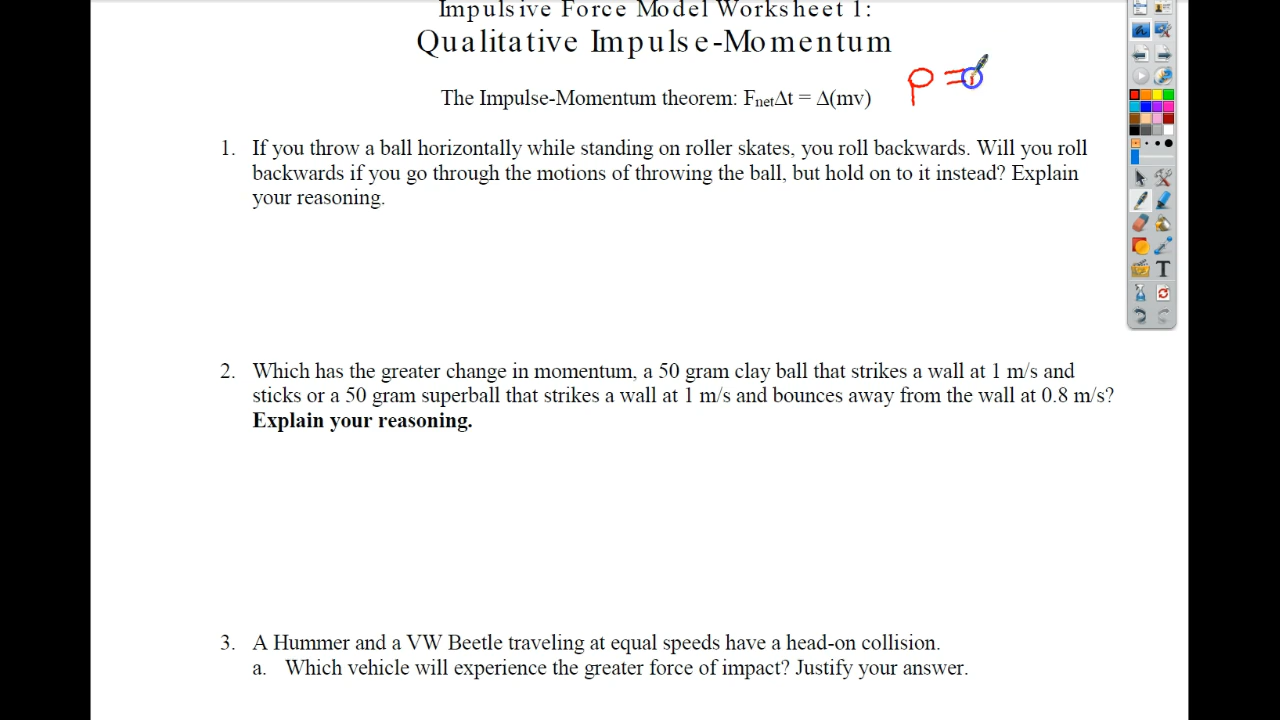 Impulsive Force Model Worksheet 1:
Qualitative Impulse-Momentum
p =
The Impulse-Momentum theorem: FnetΔt = Δ(mv)
1. If you throw a ball horizontally while standing on roller skates, you roll backwards. Will you roll
backwards if you go through the motions of throwing the ball, but hold on to it instead? Explain
your reasoning.
2. Which has the greater change in momentum, a 50 gram clay ball that strikes a wall at 1 m/s and
sticks or a 50 gram superball that strikes a wall at 1 m/s and bounces away from the wall at 0.8 m/s?
Explain your reasoning.
3. A Hummer and a VW Beetle traveling at equal speeds have a head-on collision.
a. Which vehicle will experience the greater force of impact? Justify your answer.
T